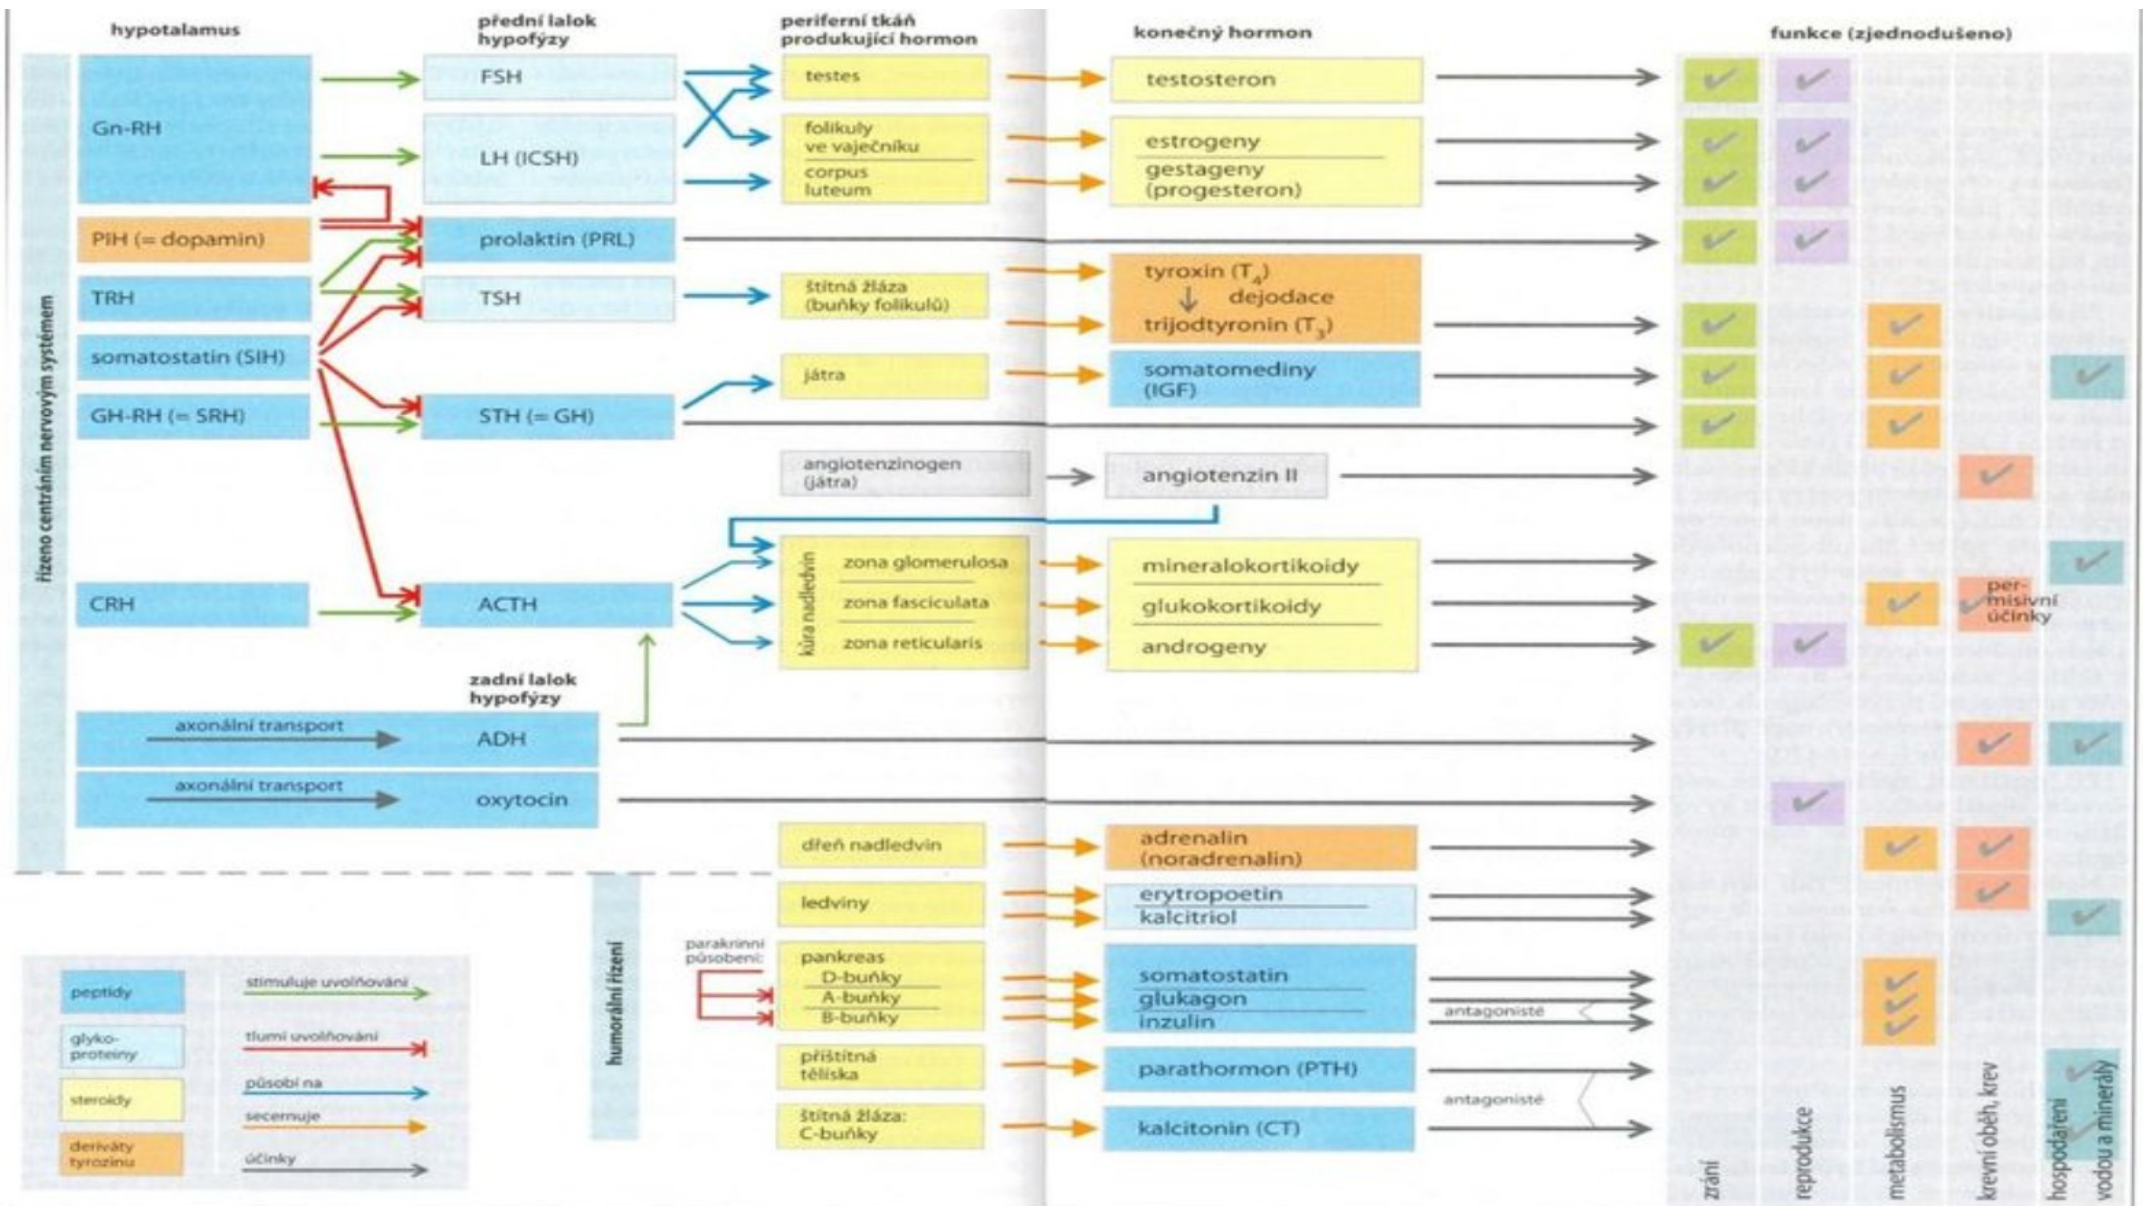 hypotalamus
přední lalok
hypofýzy
periferní tkáň
produkující hormon
konečný hormon
funkce (zjednodušeno)
řízeno centrálním nervovým systémem
Gn-RH
FSH
LH (ICSH)
testes
folikuly
ve vaječníku
corpus
luteum
testosteron
estrogeny
gestageny
(progesteron)
PIH (= dopamin)
prolaktin (PRL)
TRH
TSH
štítná žláza
(buňky folikulů)
tyroxin (T4)
dejodace
trijodtyronin (T3)
somatostatin (SIH)
játra
somatomediny
(IGF)
GH-RH (= SRH)
STH (= GH)
angiotenzinogen
(játra)
angiotenzin II
CRH
ACTH
kůra nadledvin
zona glomerulosa
zona fasciculata
zona reticularis
mineralokortikoidy
glukokortikoidy
androgeny
per-
misivní
účinky
zadní lalok
hypofýzy
axonální transport
ADH
axonální transport
oxytocin
dřeň nadledvin
adrenalin
(noradrenalin)
humorální řízení
ledviny
erytropoetin
kalcitriol
parakrinní
působení:
pankreas
D-buňky
A-buňky
B-buňky
somatostatin
glukagon
inzulin
antagonisté
příštítná
tělíska
parathormon (PTH)
antagonisté
štítná žláza:
C-buňky
kalcitonin (CT)
peptidy
glyko-
proteiny
steroidy
deriváty
tyrozinu
stimuluje uvolňování
tlumí uvolňování
působí na
secernuje
účinky
zrání
reprodukce
metabolismus
krevní oběh, krev
hospodaření
vodou a minerály